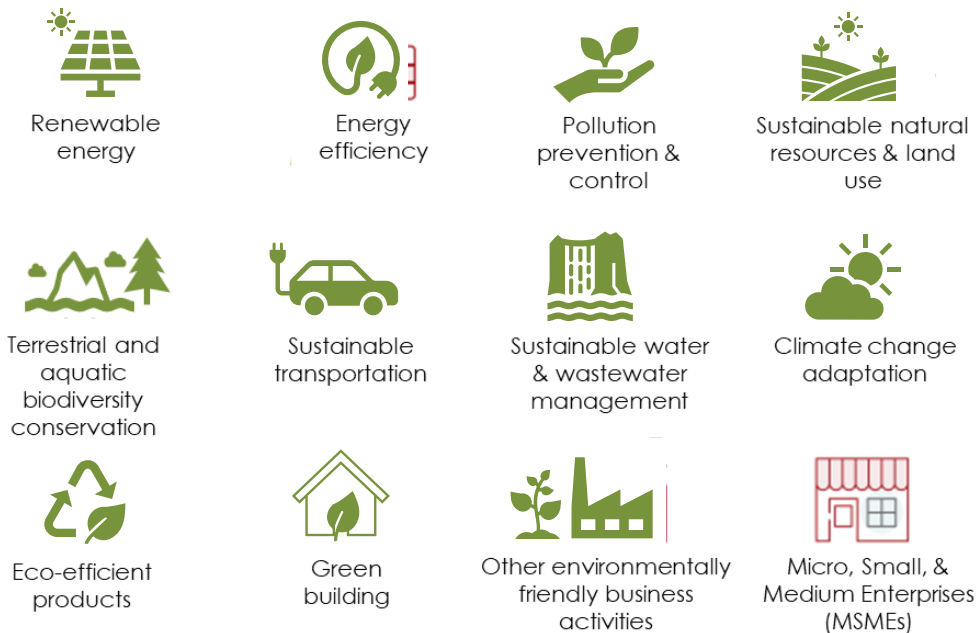 Renewable
energy
Energy
efficiency
Pollution
prevention &
control
Sustainable natural
resources & land
use
Terrestrial and
aquatic
biodiversity
conservation
Sustainable
transportation
Sustainable water
& wastewater
management
Climate change
adaptation
Eco-efficient
products
Green
building
Other environmentally
friendly business
activities
Micro, Small, &
Medium Enterprises
(MSMEs)